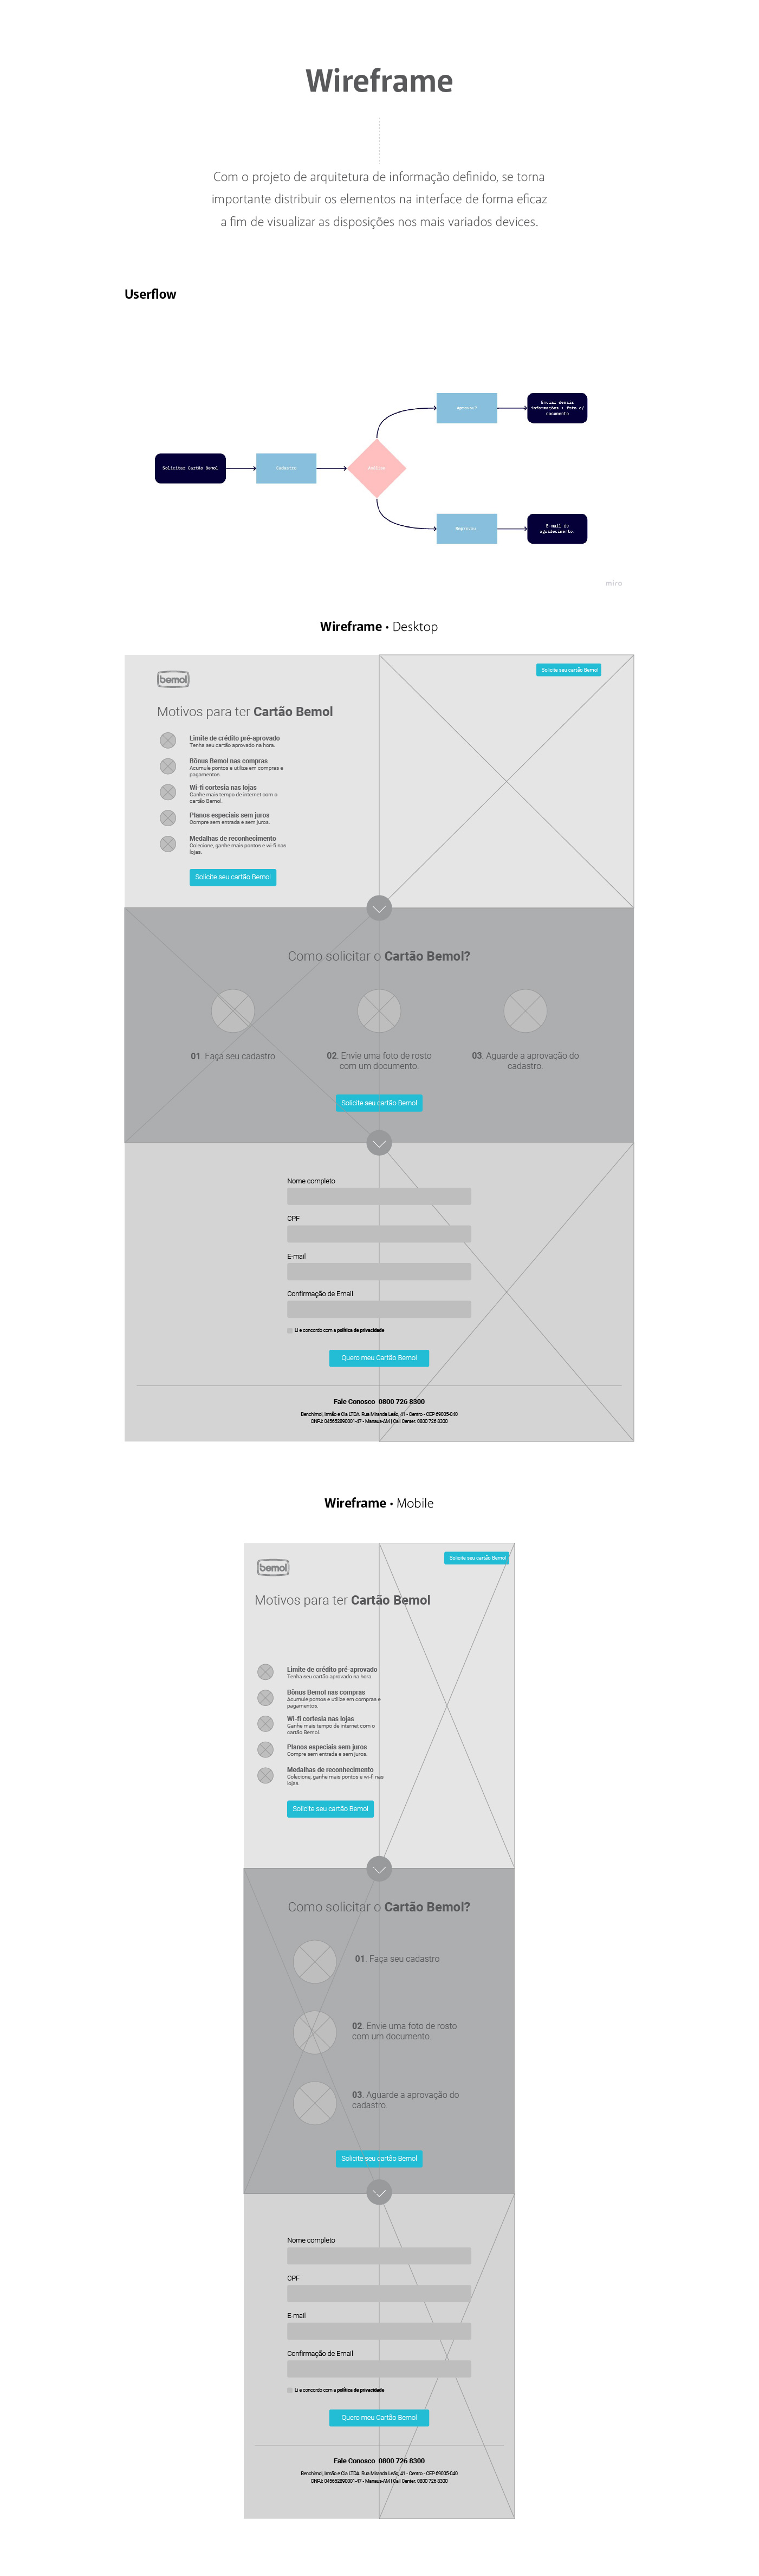 Wireframe
Com o projeto de arquitetura de informação definido, se torna
importante distribuir os elementos na interface de forma eficaz
a fim de visualizar as disposições nos mais variados devices.
Userflow
Solicitar Cartão Bemol
Cadastro
Enviar demais
informações + foto c/
documento
E-mail de
agradecimento.
miro
Wireframe • Desktop
bemol
Solicite seu cartão Bemol
Motivos para ter Cartão Bemol
Limite de crédito pré-aprovado
Tenha seu cartão aprovado na hora.
Bônus Bemol nas compras
Acumule pontos e utilize em compras e
pagamentos.
Wi-fi cortesia nas lojas
Ganhe mais tempo de internet com o
cartão Bemol.
Planos especiais sem juros
Compre sem entrada e sem juros.
Medalhas de reconhecimento
Colecione, ganhe mais pontos e wi-fi nas
lojas.
Solicite seu cartão Bemol
Como solicitar o Cartão Bemol?
01. Faça seu cadastro
02. Envie uma foto de rosto
com um documento.
03. Aguarde a aprovação do
cadastro.
Solicite seu cartão Bemol
Nome completo
CPF
E-mail
Confirmação de Email
Li e concordo com a política de privacidade
Quero meu Cartão Bemol
Fale Conosco 0800 726 8300
Benchimol, Irmão e Cia LTDA. Rua Miranda Leão, 41 - Centro - CEP 69005-040
CNPJ: 045652890001-47 - Manaus-AM | Call Center: 0800 726 8300
Wireframe • Mobile
bemol
Solicite seu cartão Bemol
Motivos para ter Cartão Bemol
Limite de crédito pré-aprovado
Tenha seu cartão aprovado na hora.
Bônus Bemol nas compras
Acumule pontos e utilize em compras e
pagamentos.
Wi-fi cortesia nas lojas
Ganhe mais tempo de internet com o
cartão Bemol.
Planos especiais sem juros
Compre sem entrada e sem juros.
Medalhas de reconhecimento
Colecione, ganhe mais pontos e wi-fi nas
lojas.
Solicite seu cartão Bemol
Como solicitar o Cartão Bemol?
01. Faça seu cadastro
02. Envie uma foto de rosto
com um documento.
03. Aguarde a aprovação do
cadastro.
Solicite seu cartão Bemol
Nome completo
CPF
E-mail
Confirmação de Email
Li e concordo com a política de privacidade
Quero meu Cartão Bemol
Fale Conosco 0800 726 8300
Benchimol, Irmão e Cia LTDA. Rua Miranda Leão, 41 - Centro - CEP 69005-040
CNPJ: 045652890001-47 - Manaus-AM | Call Center: 0800 726 8300